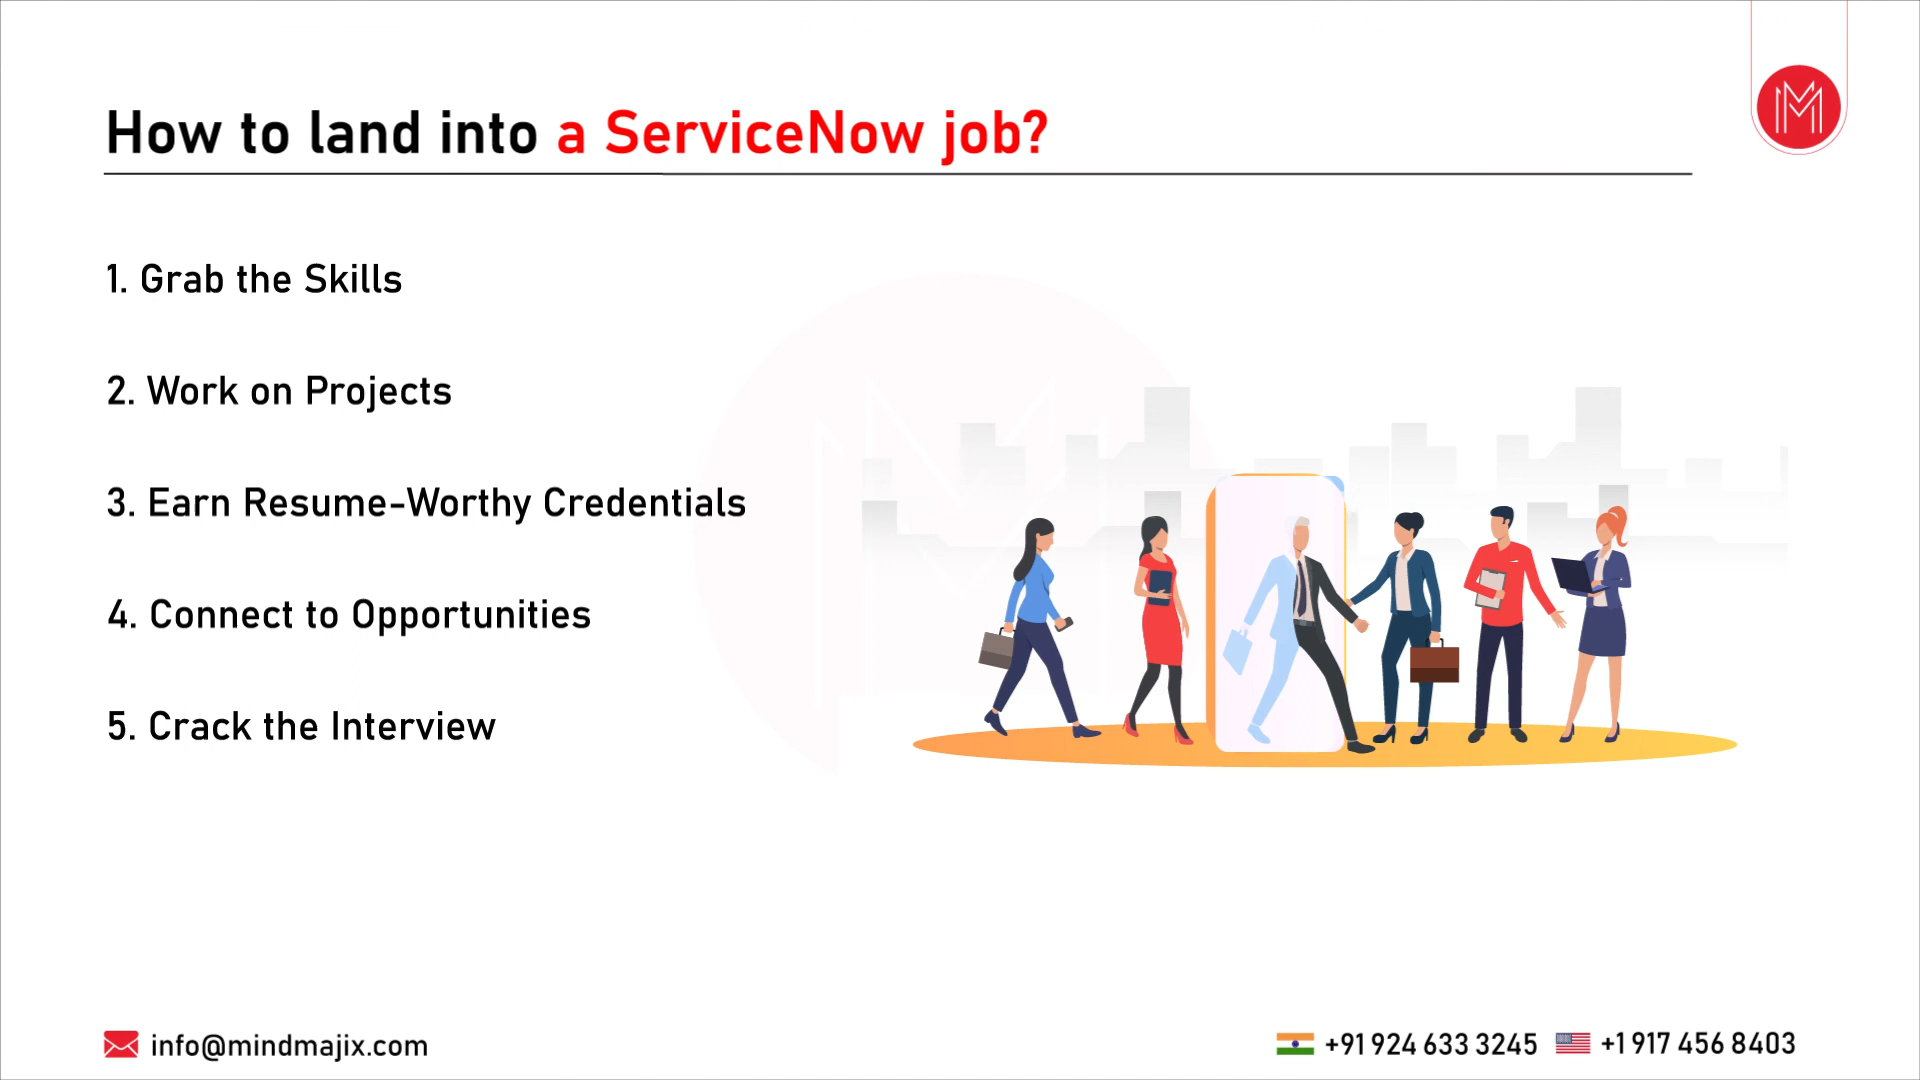 How to land into a ServiceNow job?
1. Grab the Skills
2. Work on Projects
3. Earn Resume-Worthy Credentials
4. Connect to Opportunities
5. Crack the Interview
info@mindmajix.com
+91 924 633 3245
+1 917 456 8403